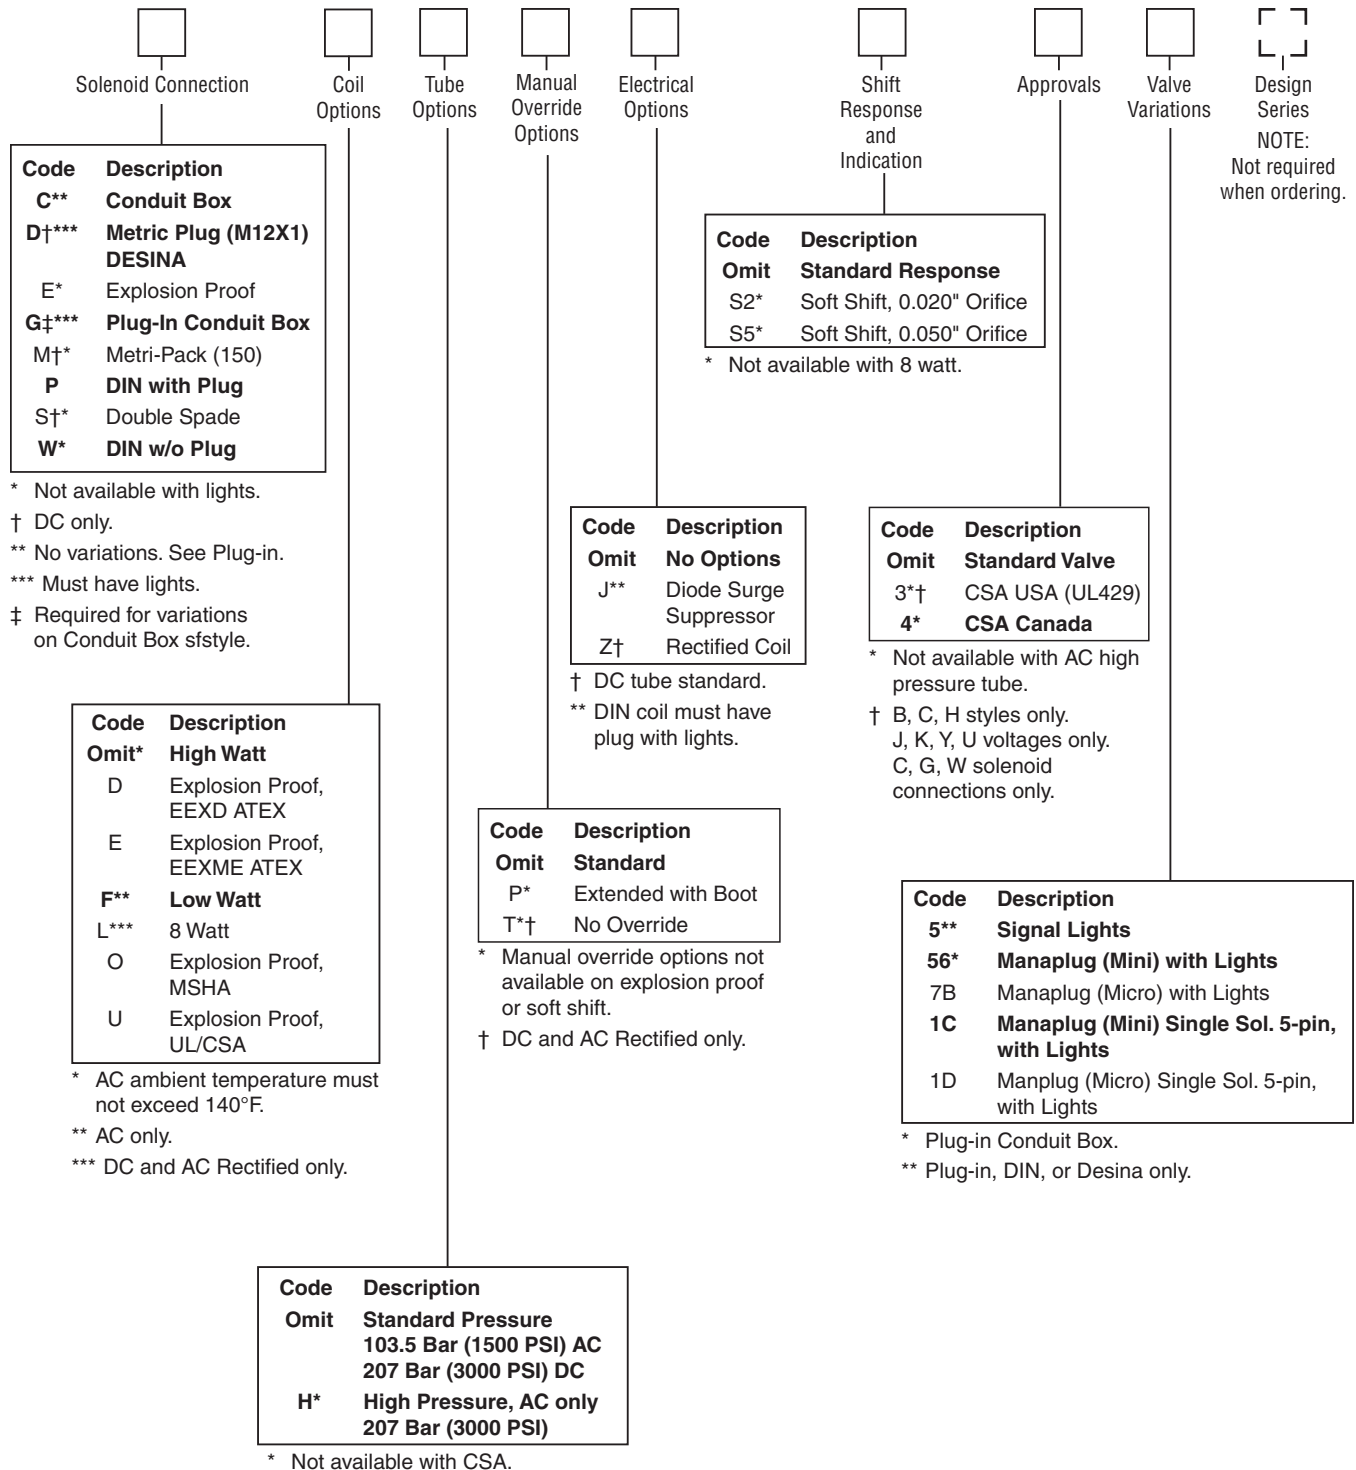 Solenoid Connection
Coil
Options
Tube
Options
Manual
Override
Options
Electrical
Options
Shift
Response
and
Indication
Approvals
Valve
Variations
Design
Series
NOTE:
Not required
when ordering.
Code Description
C** Conduit Box
D†*** Metric Plug (M12X1)
DESINA
E* Explosion Proof
G‡*** Plug-In Conduit Box
M†* Metri-Pack (150)
P DIN with Plug
S†* Double Spade
W* DIN w/o Plug
* Not available with lights.
† DC only.
** No variations. See Plug-in.
*** Must have lights.
‡ Required for variations
on Conduit Box sfstyle.
Code Description
Omit Standard Response
S2* Soft Shift, 0.020" Orifice
S5* Soft Shift, 0.050" Orifice
* Not available with 8 watt.
Code Description
Omit No Options
J** Diode Surge
Suppressor
Z† Rectified Coil
† DC tube standard.
** DIN coil must have
plug with lights.
Code Description
Omit Standard Valve
3*† CSA USA (UL429)
4* CSA Canada
* Not available with AC high
pressure tube.
† B, C, H styles only.
J, K, Y, U voltages only.
C, G, W solenoid
connections only.
Code Description
Omit* High Watt
D Explosion Proof,
EEXD ATEX
E Explosion Proof,
EEXME ATEX
F** Low Watt
L*** 8 Watt
O Explosion Proof,
MSHA
U Explosion Proof,
UL/CSA
* AC ambient temperature must
not exceed 140°F.
** AC only.
*** DC and AC Rectified only.
Code Description
Omit Standard
P* Extended with Boot
T*† No Override
* Manual override options not
available on explosion proof
or soft shift.
† DC and AC Rectified only.
Code Description
5** Signal Lights
56* Manaplug (Mini) with Lights
7B Manaplug (Micro) with Lights
1C Manaplug (Mini) Single Sol. 5-pin,
with Lights
1D Manplug (Micro) Single Sol. 5-pin,
with Lights
* Plug-in Conduit Box.
** Plug-in, DIN, or Desina only.
Code Description
Omit Standard Pressure
103.5 Bar (1500 PSI) AC
207 Bar (3000 PSI) DC
H* High Pressure, AC only
207 Bar (3000 PSI)
* Not available with CSA.